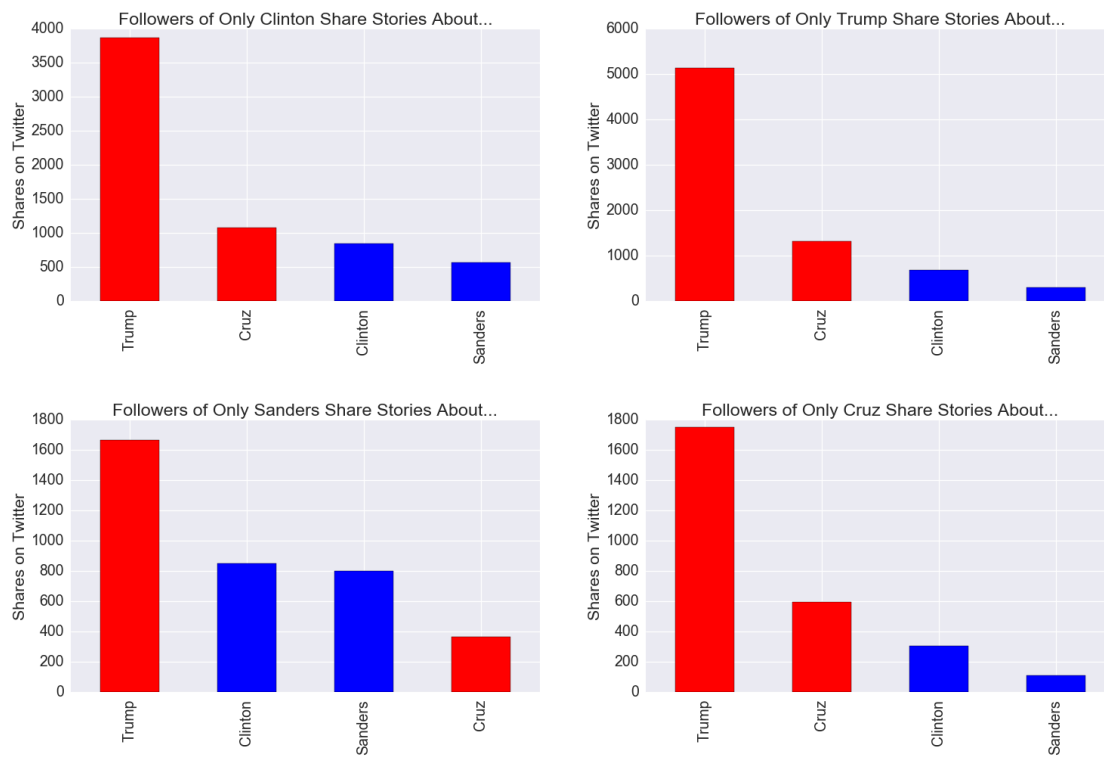 Followers of Only Clinton Share Stories About...
Shares on Twitter
4000
3500
3000
2500
2000
1500
1000
500
0
Trump
Cruz
Clinton
Sanders
Followers of Only Trump Share Stories About...
Shares on Twitter
6000
5000
4000
3000
2000
1000
0
Trump
Cruz
Clinton
Sanders
Followers of Only Sanders Share Stories About...
Shares on Twitter
1800
1600
1400
1200
1000
800
600
400
200
0
Trump
Clinton
Sanders
Cruz
Followers of Only Cruz Share Stories About...
Shares on Twitter
1800
1600
1400
1200
1000
800
600
400
200
0
Trump
Cruz
Clinton
Sanders